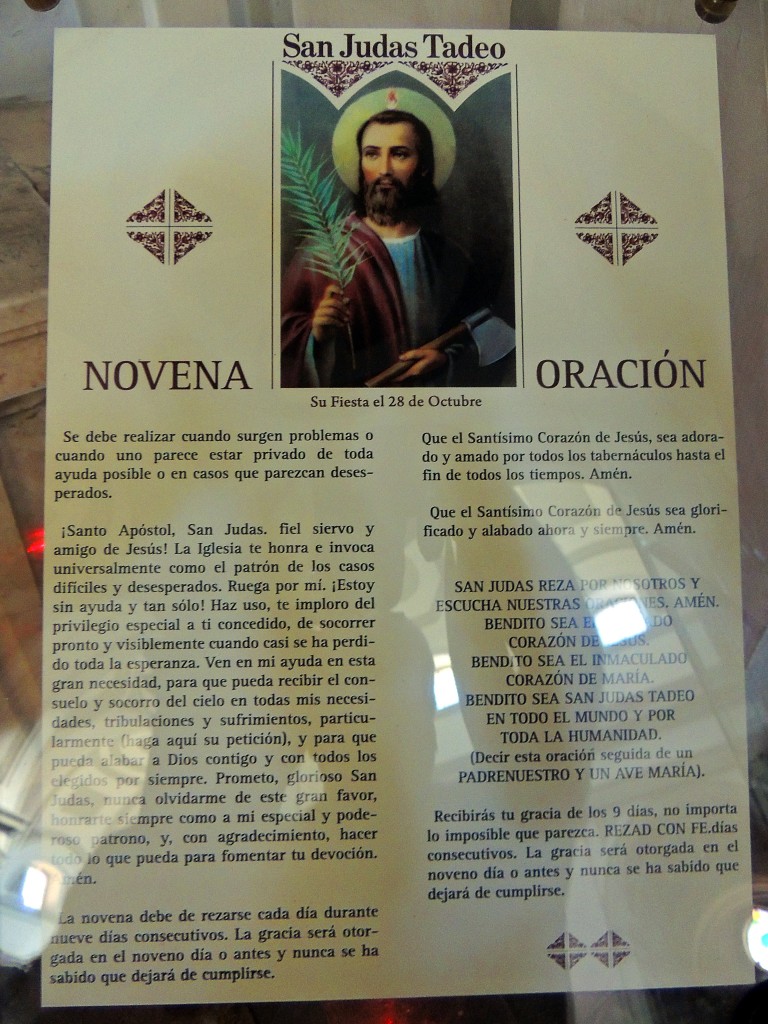 San Judas Tadeo
Su Fiesta el 28 de Octubre
NOVENA
Se debe realizar cuando surgen problemas o
cuando uno parece estar privado de toda
ayuda posible o en casos que parezcan deses-
perados.
¡Santo Apóstol, San Judas. fiel siervo y
amigo de Jesús! La Iglesia te honra e invoca
universalmente como el patrón de los casos
difíciles y desesperados. Ruega por mí. ¡Estoy
sin ayuda y tan sólo! Haz uso, te imploro del
privilegio especial a ti concedido, de socorrer
pronto y visiblemente cuando casi se ha perdi-
do toda la esperanza. Ven en mi ayuda en esta
gran necesidad, para que pueda recibir el con-
suelo y socorro del cielo en todas mis necesi-
dades, tribulaciones y sufrimientos, particu-
larmente (haga aquí su petición), y para que
pueda alabar a Dios contigo y con todos los
elegidos por siempre. Prometo, glorioso San
Judas, nunca olvidarme de este gran favor,
honrarte siempre como a mi especial y pode-
roso patrono, y, con agradecimiento, hacer
todo lo que pueda para fomentar tu devoción.
Amén.
La novena debe de rezarse cada día durante
nueve días consecutivos. La gracia será otor-
gada en el noveno día o antes y nunca se ha
sabido que dejará de cumplirse.
ORACIÓN
Que el Santísimo Corazón de Jesús, sea adora-
do y amado por todos los tabernáculos hasta el
fin de todos los tiempos. Amén.
Que el Santísimo Corazón de Jesús sea glori-
ficado y alabado ahora y siempre. Amén.
SAN JUDAS REZA POR NOSOTROS Y
ESCUCHA NUESTRAS ORACIONES. AMÉN.
BENDITO SEA
CORAZÓN DE JESUS.
BENDITO SEA EL INMACULADO
CORAZÓN DE MARÍA.
BENDITO SEA SAN JUDAS TADEO
EN TODO EL MUNDO Y POR
TODA LA HUMANIDAD.
(Decir esta oración seguida de un
PADRENUESTRO Y UN AVE MARÍA).
Recibirás tu gracia de los 9 días, no importa
lo imposible que parezca. REZAD CON FE.días
consecutivos. La gracia será otorgada en el
noveno día o antes y nunca se ha sabido que
dejará de cumplirse.